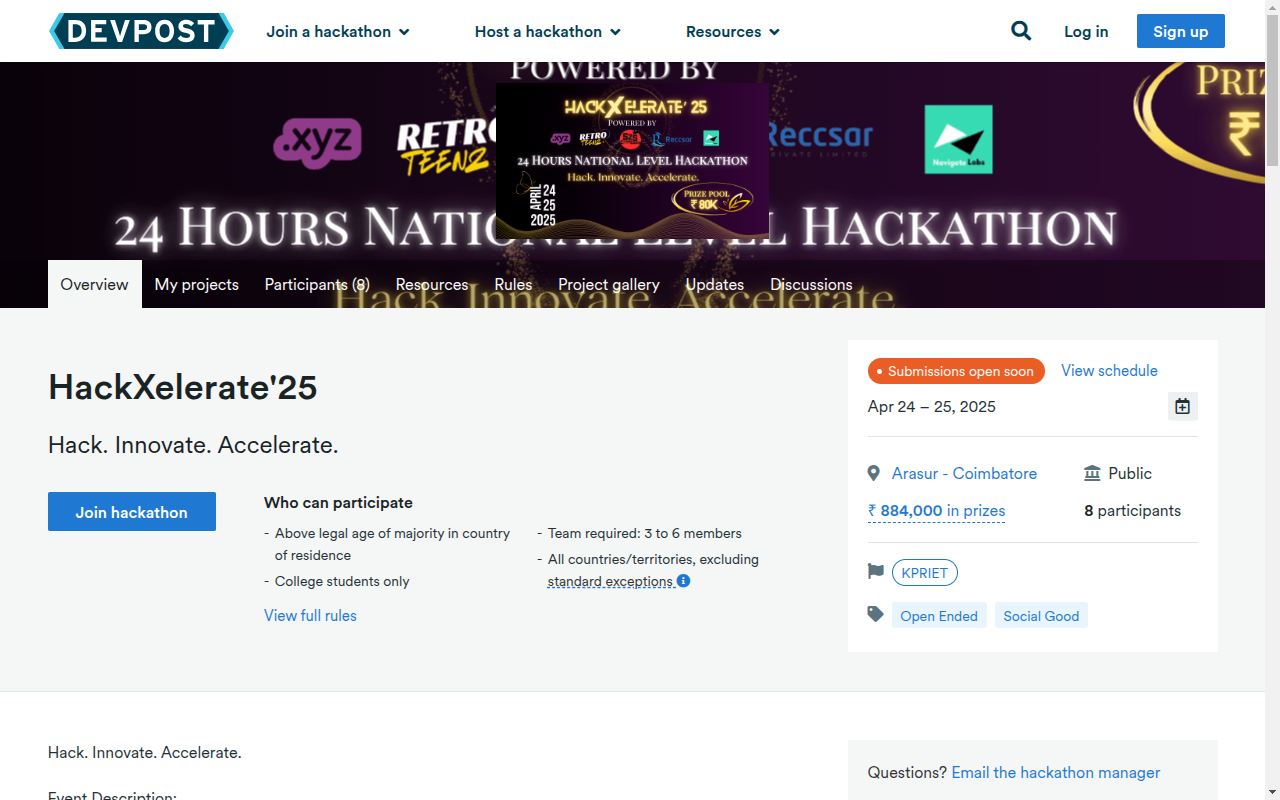 DEVPOST
Join a hackathon
Host a hackathon
Resources
Log in
Sign up
POWERED BY
.xyz
RETRO
TEENZ
Reccsar
PRIVATE LIMITED
Navigate Labs
PRIZ
₹
24 HOURS NATIONAL LEVEL HACKATHON
Hack. Innovate. Accelerate.
HACKXELERATE' 25
POWERED BY
.xyz
RETRO
TEENZ
Reccsar
24 HOURS NATIONAL LEVEL HACKATHON
Hack. Innovate. Accelerate.
APRIL 24
25
2025
PRIZE POOL
₹ 80K
Overview
My projects
Participants (8)
Resources
Rules
Project gallery
Updates
Discussions
HackXelerate'25
Hack. Innovate. Accelerate.
Join hackathon
Who can participate
- Above legal age of majority in country
of residence
- College students only
- Team required: 3 to 6 members
- All countries/territories, excluding
standard exceptions
View full rules
Submissions open soon
View schedule
Apr 24 – 25, 2025
Arasur - Coimbatore
Public
₹ 884,000 in prizes
8 participants
KPRIET
Open Ended
Social Good
Hack. Innovate. Accelerate.
Event Description:
Questions? Email the hackathon manager